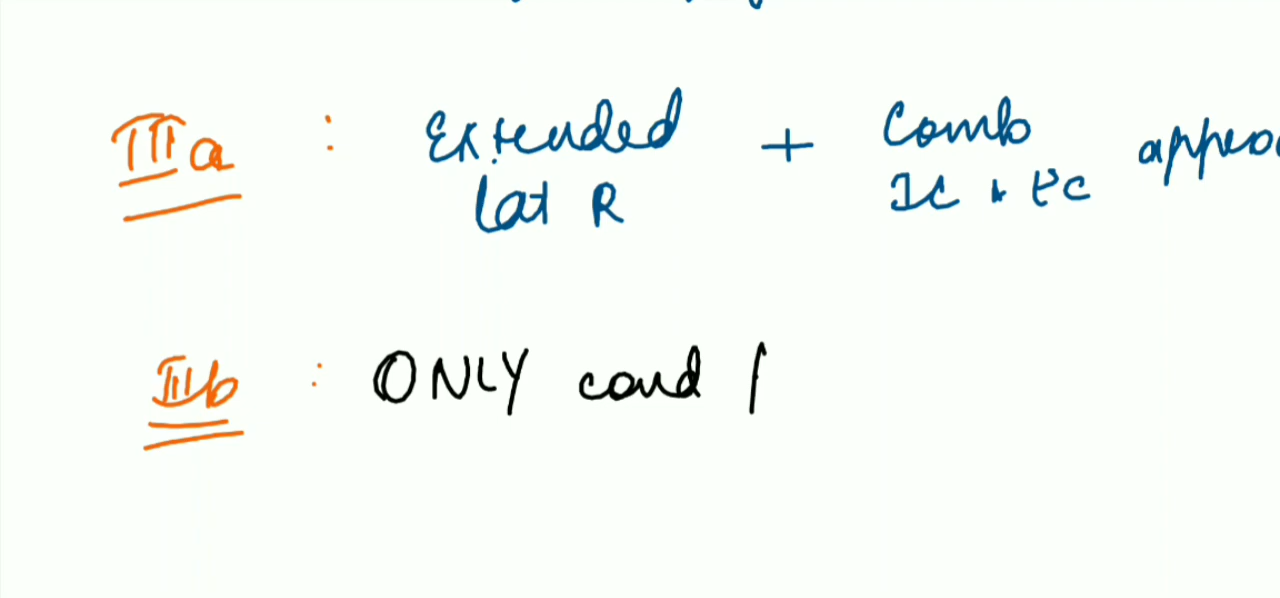 IIIa : Extended + Comb
lat R IC + EC
IIIb : ONLY cond